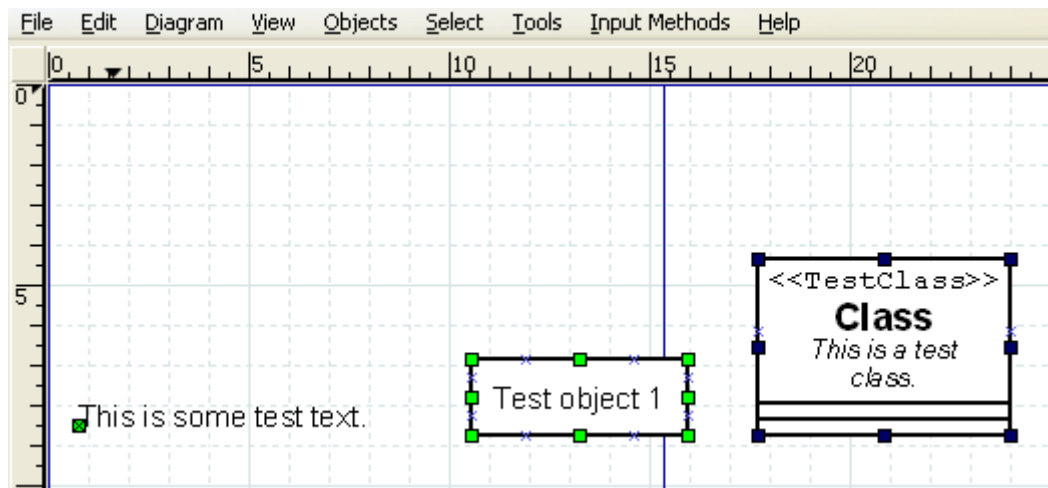 File Edit Diagram View Objects Select Tools Input Methods Help
0 5 10 15 20
0
5
<<TestClass>>
Class
This is a test
class.
Test object 1
This is some test text.